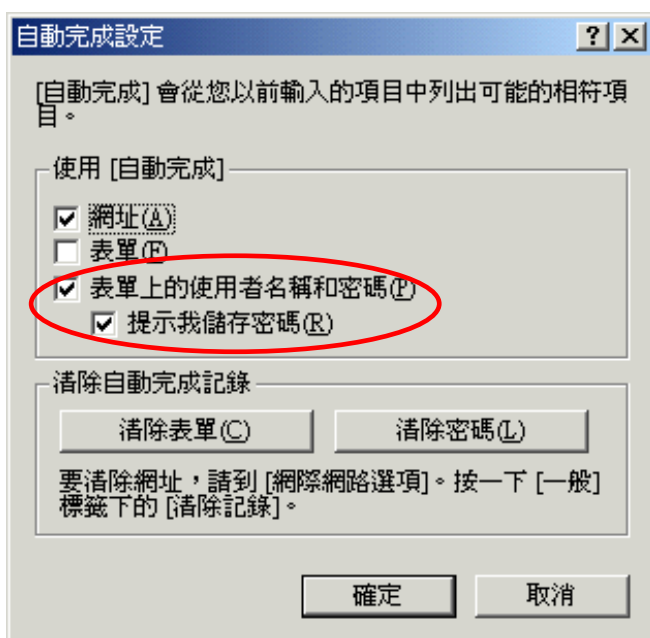 自動完成設定
[自動完成] 會從您以前輸入的項目中列出可能的相符項
目。
使用 [自動完成]
網址(A)
表單(F)
表單上的使用者名稱和密碼(P)
提示我儲存密碼(R)
清除自動完成記錄
清除表單(C) 清除密碼(L)
要清除網址，請到 [網際網路選項]。按一下 [一般]
標籤下的 [清除記錄]。
確定 取消